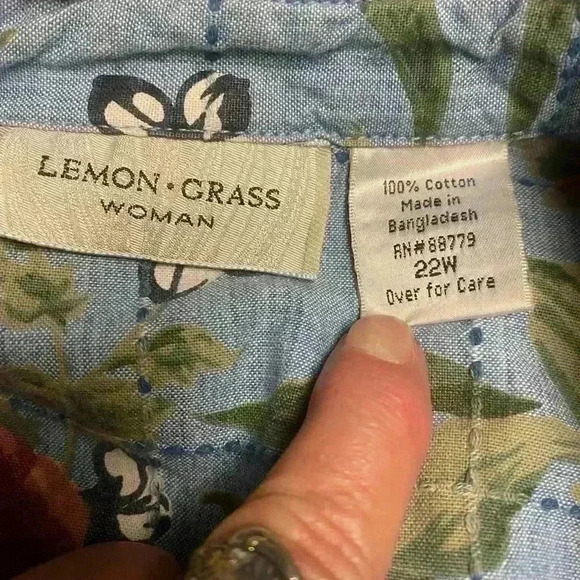 LEMON · GRASS
WOMAN
100% Cotton
Made in
Bangladesh
RN# 88779
22W
Over for Care